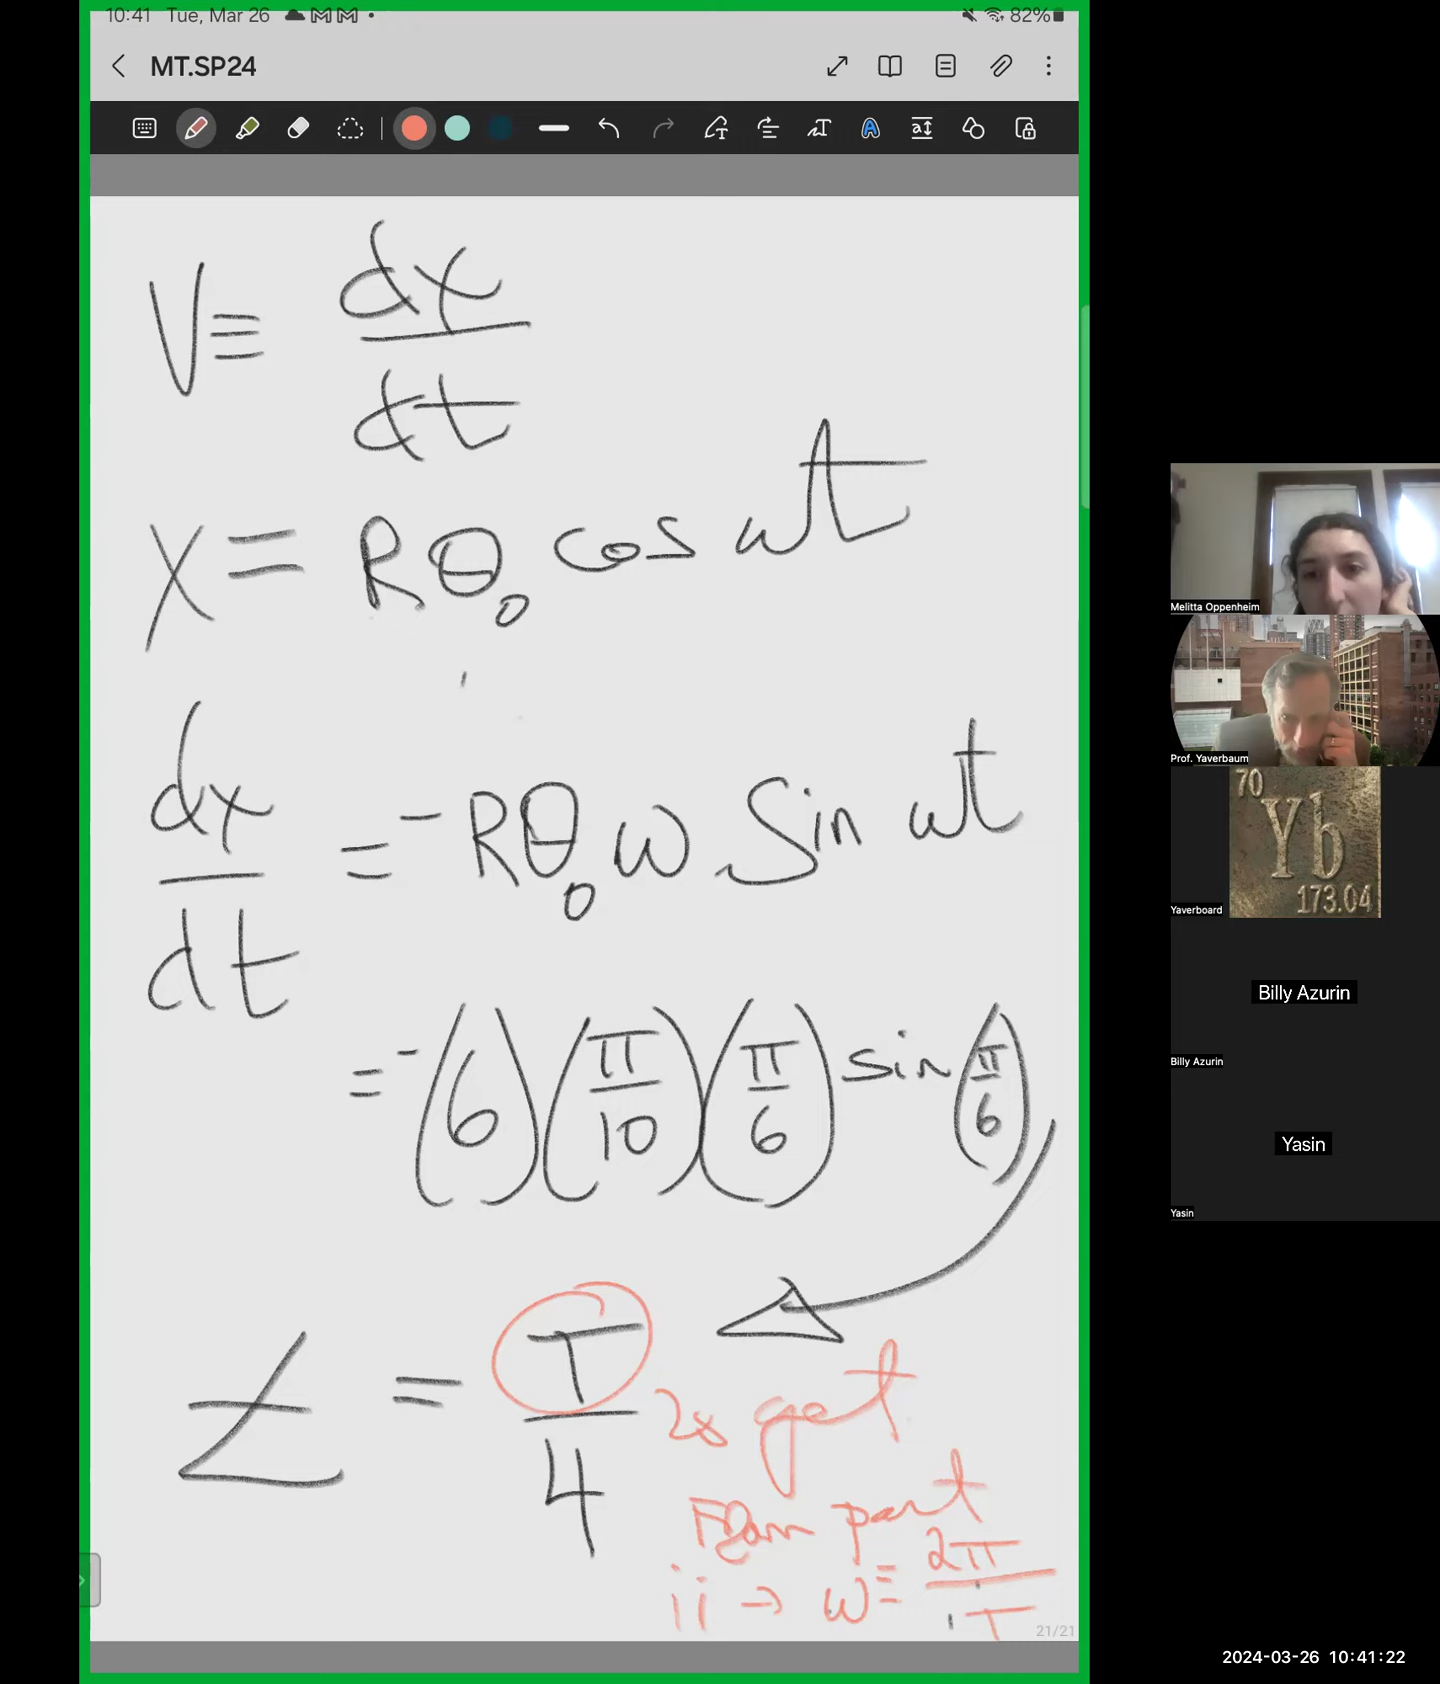 10:41 Tue, Mar 26 82%
MT.SP24
V ≡ dx/dt
x = Rθ₀ cos ωt
dx/dt = -Rθ₀ω Sin ωt
= -(6)(π/10)(π/6) sin(π/6)
t = T/4
get
From part
ii → ω ≡ 2π/T
21/21
Melitta Oppenheim
Prof. Yaverbaum
70
Yb
173.04
Yaverboard
Billy Azurin
Billy Azurin
Yasin
Yasin
2024-03-26 10:41:22